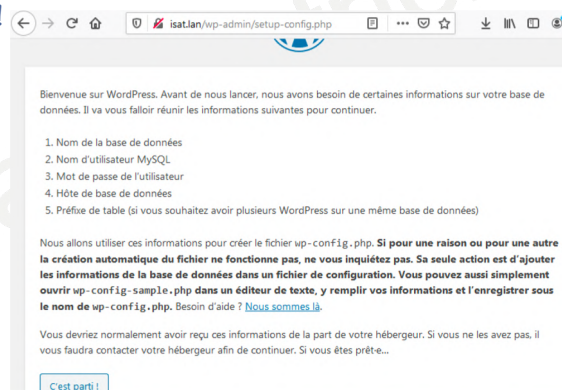 isat.lan/wp-admin/setup-config.php
Bienvenue sur WordPress. Avant de nous lancer, nous avons besoin de certaines informations sur votre base de
données. Il va vous falloir réunir les informations suivantes pour continuer.
1. Nom de la base de données
2. Nom d'utilisateur MySQL
3. Mot de passe de l'utilisateur
4. Hôte de base de données
5. Préfixe de table (si vous souhaitez avoir plusieurs WordPress sur une même base de données)
Nous allons utiliser ces informations pour créer le fichier wp-config.php. Si pour une raison ou pour une autre
la création automatique du fichier ne fonctionne pas, ne vous inquiétez pas. Sa seule action est d'ajouter
les informations de la base de données dans un fichier de configuration. Vous pouvez aussi simplement
ouvrir wp-config-sample.php dans un éditeur de texte, y remplir vos informations et l'enregistrer sous
le nom de wp-config.php. Besoin d'aide ? Nous sommes là.
Vous devriez normalement avoir reçu ces informations de la part de votre hébergeur. Si vous ne les avez pas, il
vous faudra contacter votre hébergeur afin de continuer. Si vous êtes prêt·e...
C'est parti !